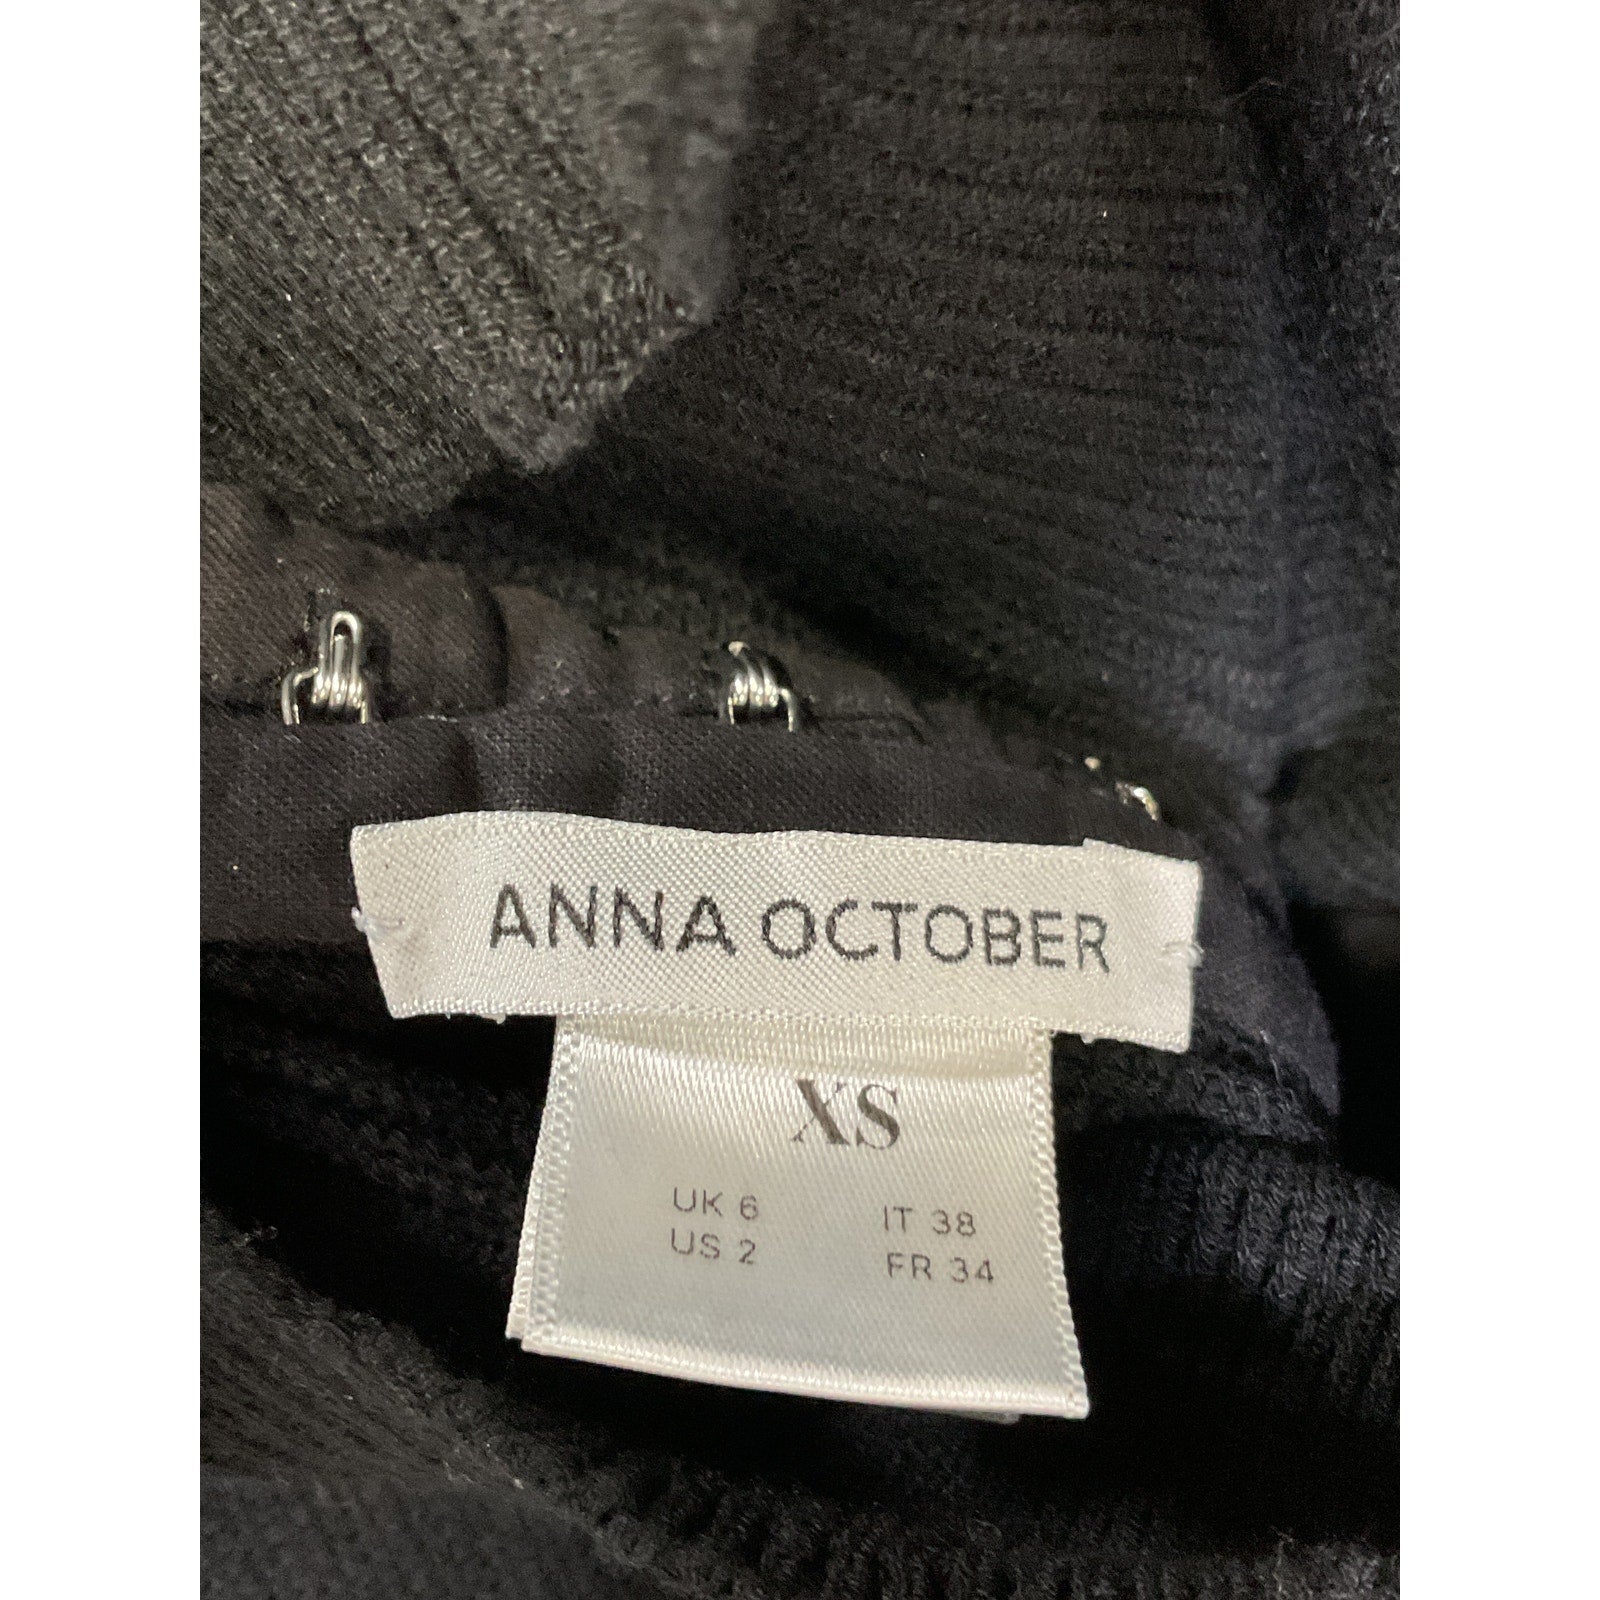 ANNA OCTOBER
XS
UK 6 IT 38
US 2 FR 34